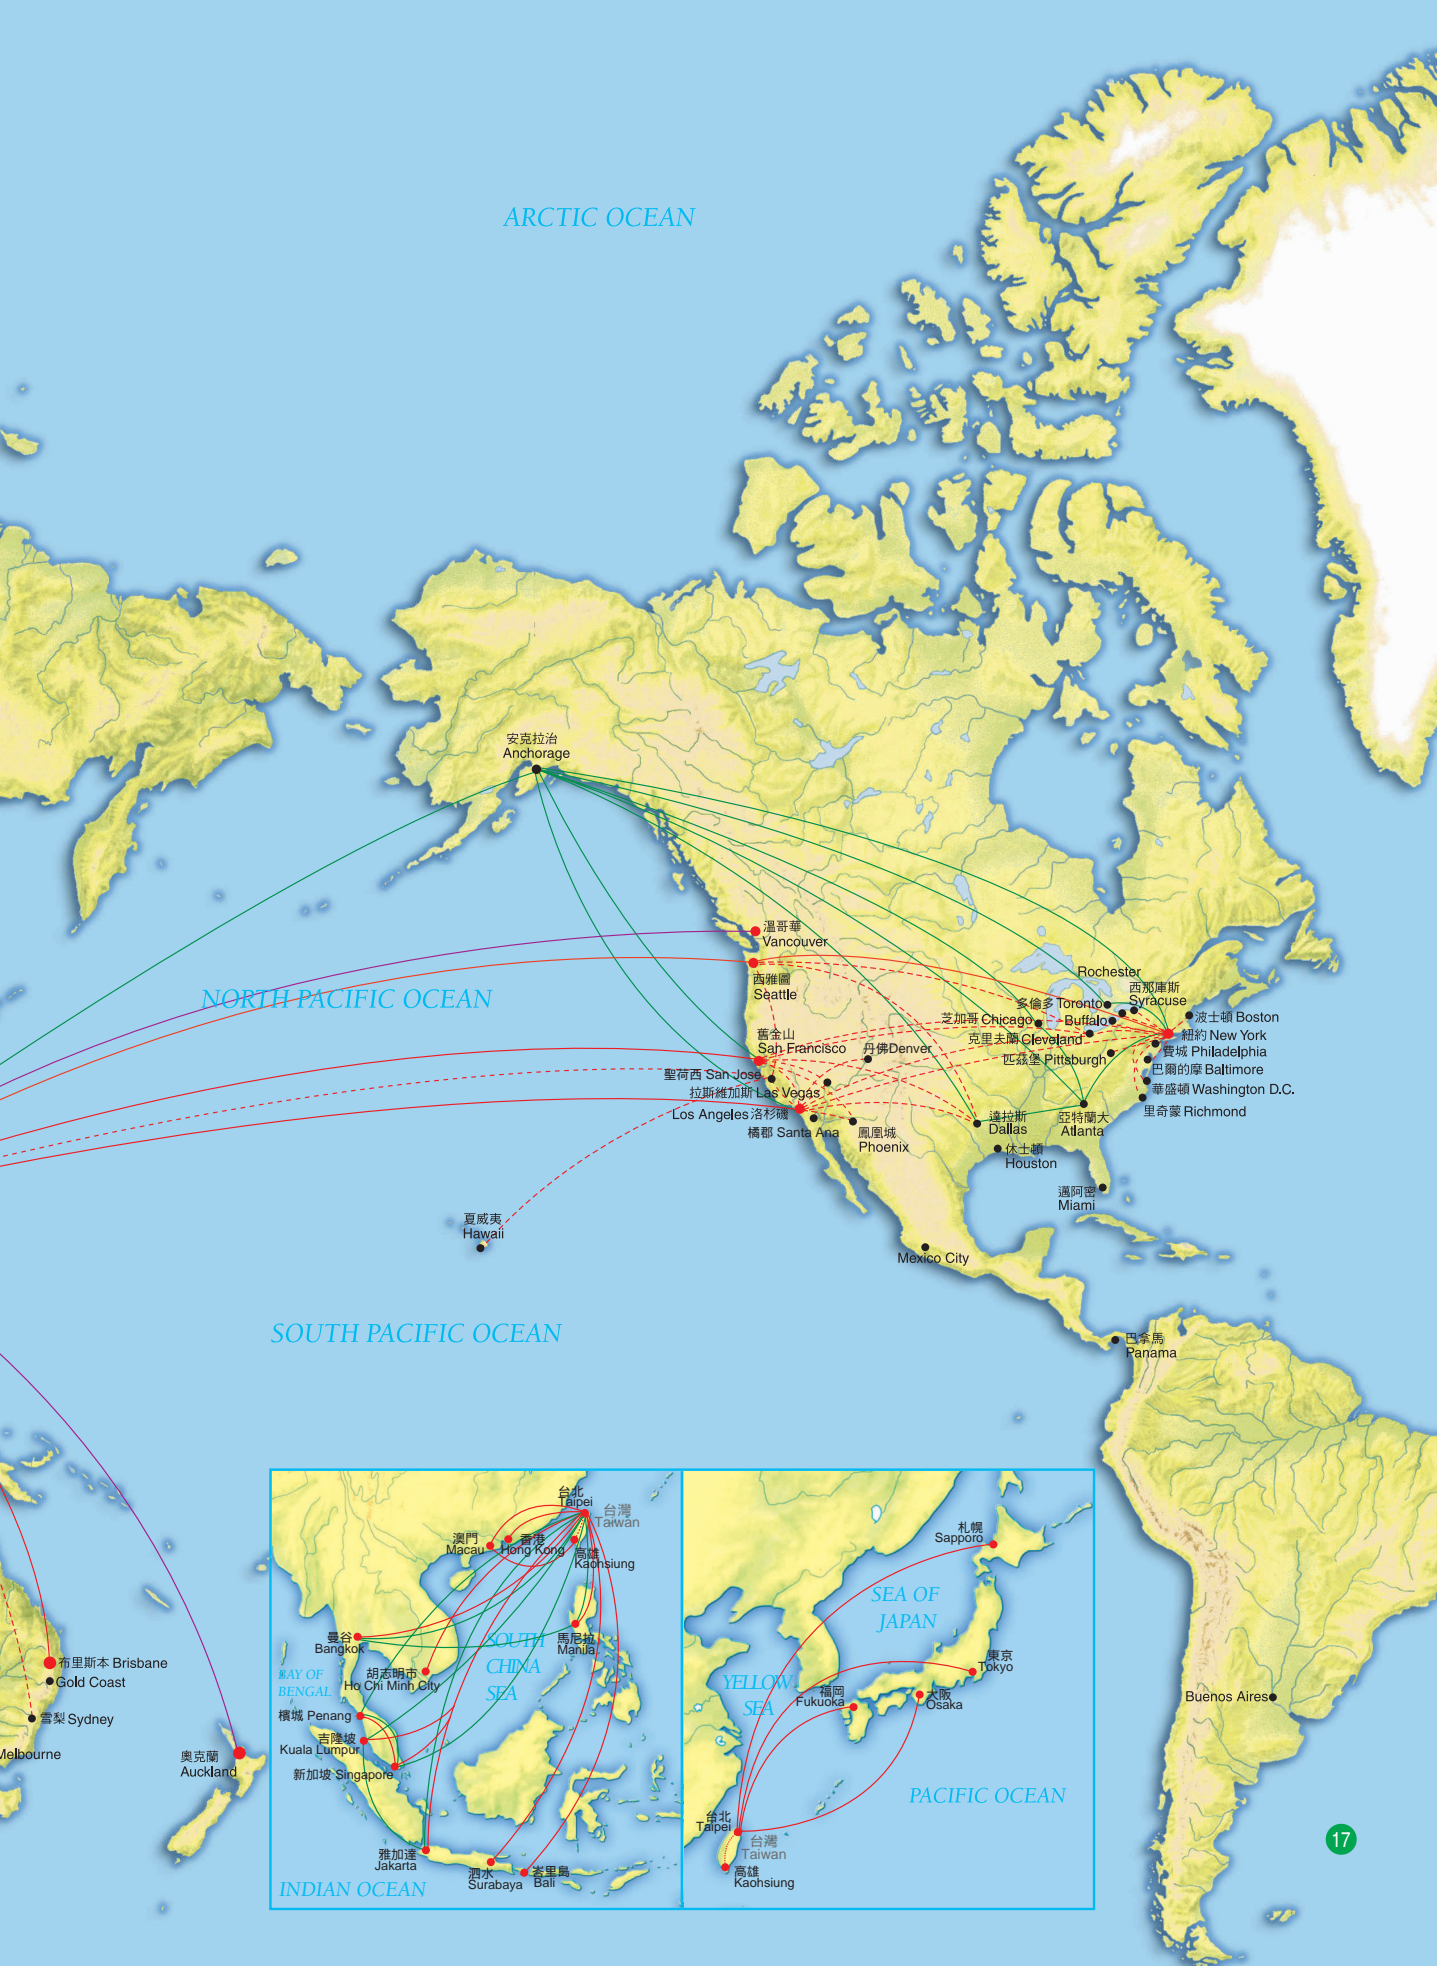 ARCTIC OCEAN
安克拉治
Anchorage
溫哥華
Vancouver
西雅圖
Seattle
NORTH PACIFIC OCEAN
Rochester
西那庫斯
Syracuse
多倫多 Toronto
芝加哥 Chicago
Buffalo
波士頓 Boston
紐約 New York
克里夫蘭 Cleveland
費城 Philadelphia
匹茲堡 Pittsburgh
巴爾的摩 Baltimore
華盛頓 Washington D.C.
里奇蒙 Richmond
舊金山
San Francisco
丹佛 Denver
聖荷西 San Jose
拉斯維加斯 Las Vegas
Los Angeles 洛杉磯
橘郡 Santa Ana
鳳凰城
Phoenix
達拉斯
Dallas
亞特蘭大
Atlanta
休士頓
Houston
邁阿密
Miami
夏威夷
Hawaii
Mexico City
SOUTH PACIFIC OCEAN
巴拿馬
Panama
布里斯本 Brisbane
Gold Coast
雪梨 Sydney
Melbourne
奧克蘭
Auckland
Buenos Aires
台北
Taipei
台灣
Taiwan
澳門
Macau
香港
Hong Kong
高雄
Kaohsiung
曼谷
Bangkok
SOUTH
CHINA
SEA
馬尼拉
Manila
BAY OF
BENGAL
胡志明市
Ho Chi Minh City
檳城 Penang
吉隆坡
Kuala Lumpur
新加坡 Singapore
雅加達
Jakarta
泗水
Surabaya
峇里島
Bali
INDIAN OCEAN
札幌
Sapporo
SEA OF
JAPAN
東京
Tokyo
YELLOW
SEA
福岡
Fukuoka
大阪
Osaka
PACIFIC OCEAN
台北
Taipei
台灣
Taiwan
高雄
Kaohsiung
17